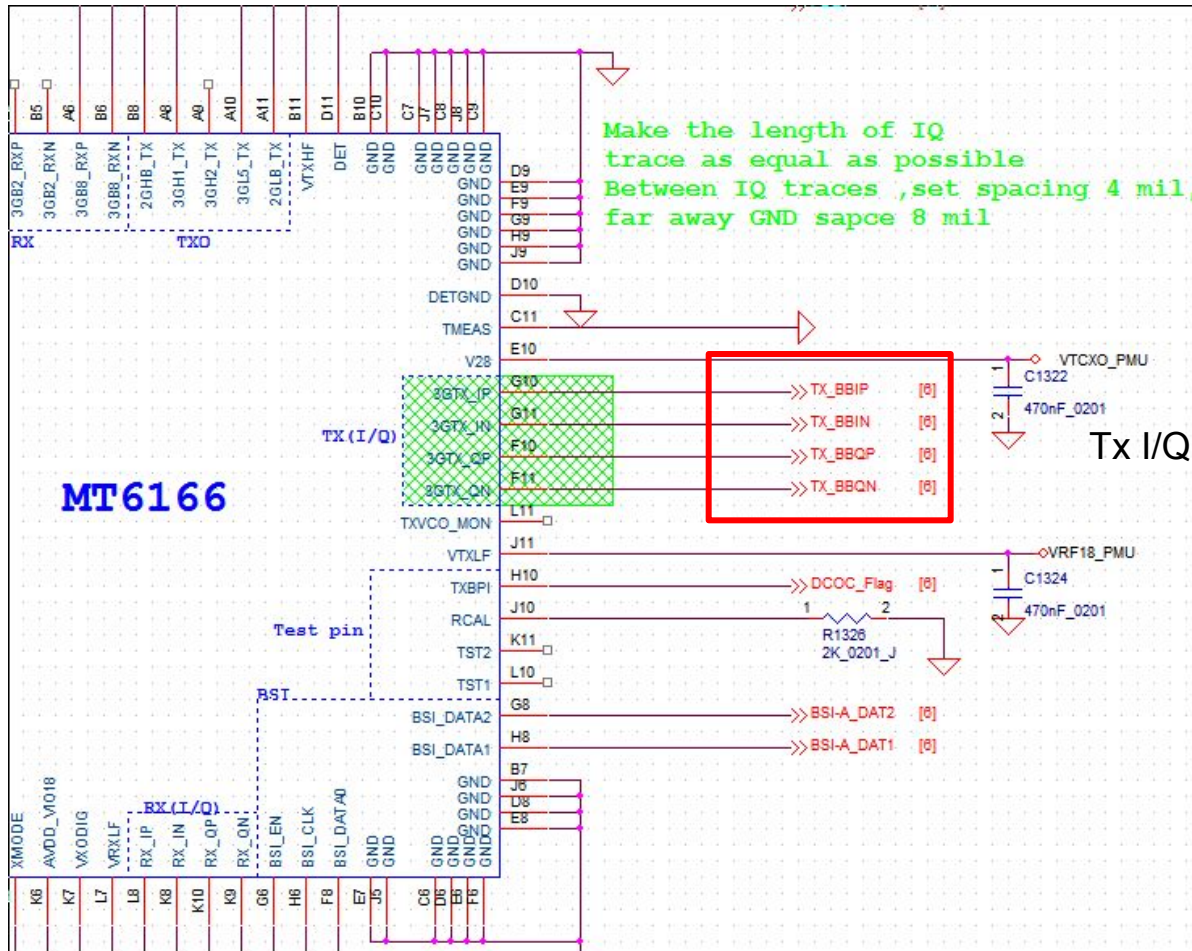 B5
A6
B6
B8
A8
A9
A10
A11
B11
D11
B10
C10
C7
J7
C8
J8
C9
3GB2_RXP
3GB2_RXN
3GB8_RXP
3GB8_RXN
2GHB_TX
3GH1_TX
3GH2_TX
3GL5_TX
2GLB_TX
VTXHF
DET
GND
GND
GND
GND
GND
GND
GND
RX
TXO
Make the length of IQ
trace as equal as possible
Between IQ traces ,set spacing 4 mil,
far away GND sapce 8 mil
GND D9
GND E9
GND F9
GND G9
GND H9
GND J9
DETGND D10
TMEAS C11
V28 E10
VTCXO_PMU
1
C1322
2
470nF_0201
3GTX_IP G10 TX_BBIP [6]
3GTX_IN G11 TX_BBIN [6]
3GTX_QP F10 TX_BBQP [6]
3GTX_QN F11 TX_BBQN [6]
TX(I/Q)
Tx I/Q
MT6166
TXVCO_MON L11
VTXLF J11
VRF18_PMU
1
C1324
2
470nF_0201
TXBPI H10 DCOC_Flag [6]
RCAL J10 1 2
R1326
2K_0201_J
Test pin
TST2 K11
TST1 L10
BSI
BSI_DATA2 G8 BSI-A_DAT2 [6]
BSI_DATA1 H8 BSI-A_DAT1 [6]
GND B7
GND J6
GND D8
GND E8
RX(I/Q)
XMODE
AVDD_VIO18
VXODIG
VRXLF
RX_IP
RX_IN
RX_QP
RX_QN
BSI_EN
BSI_CLK
BSI_DATA0
GND
GND
GND
GND
GND
GND
K6
K7
L7
L8
K8
K10
K9
G6
H6
F8
E7
J5
C6
D6
E6
F6